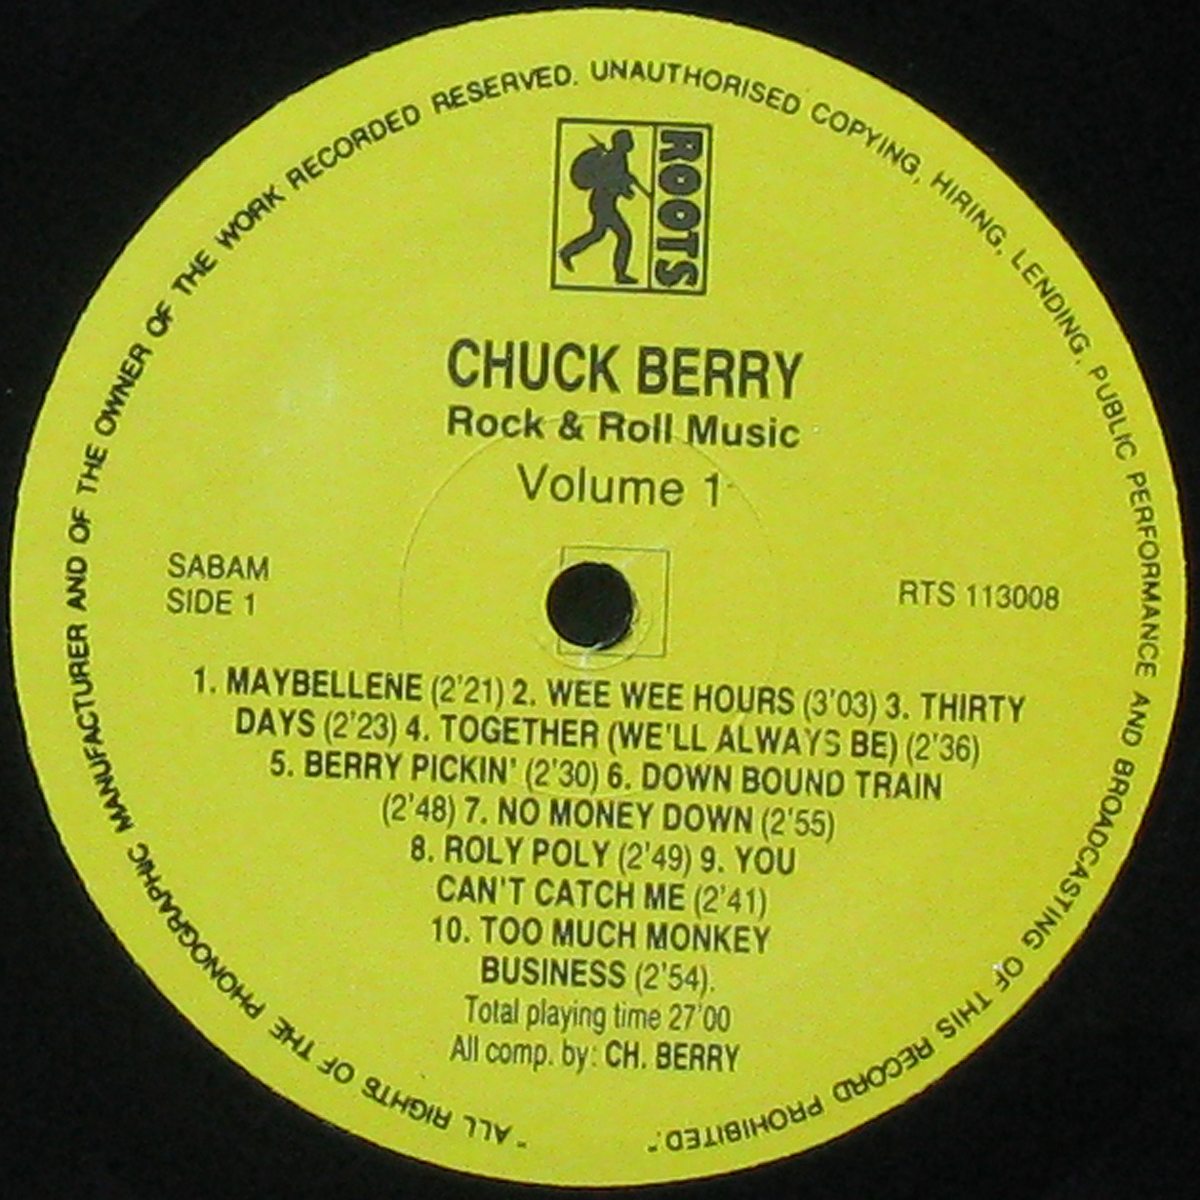 "ALL RIGHTS OF THE PHONOGRAPHIC MANUFACTURER AND OF THE OWNER OF THE WORK RECORDED RESERVED. UNAUTHORISED COPYING, HIRING, LENDING, PUBLIC PERFORMANCE AND BROADCASTING OF THIS RECORD PROHIBITED."
ROOTS
CHUCK BERRY
Rock & Roll Music
Volume 1
SABAM
SIDE 1
RTS 113008
1. MAYBELLENE (2'21) 2. WEE WEE HOURS (3'03) 3. THIRTY
DAYS (2'23) 4. TOGETHER (WE'LL ALWAYS BE) (2'36)
5. BERRY PICKIN' (2'30) 6. DOWN BOUND TRAIN
(2'48) 7. NO MONEY DOWN (2'55)
8. ROLY POLY (2'49) 9. YOU
CAN'T CATCH ME (2'41)
10. TOO MUCH MONKEY
BUSINESS (2'54).
Total playing time 27'00
All comp. by: CH. BERRY